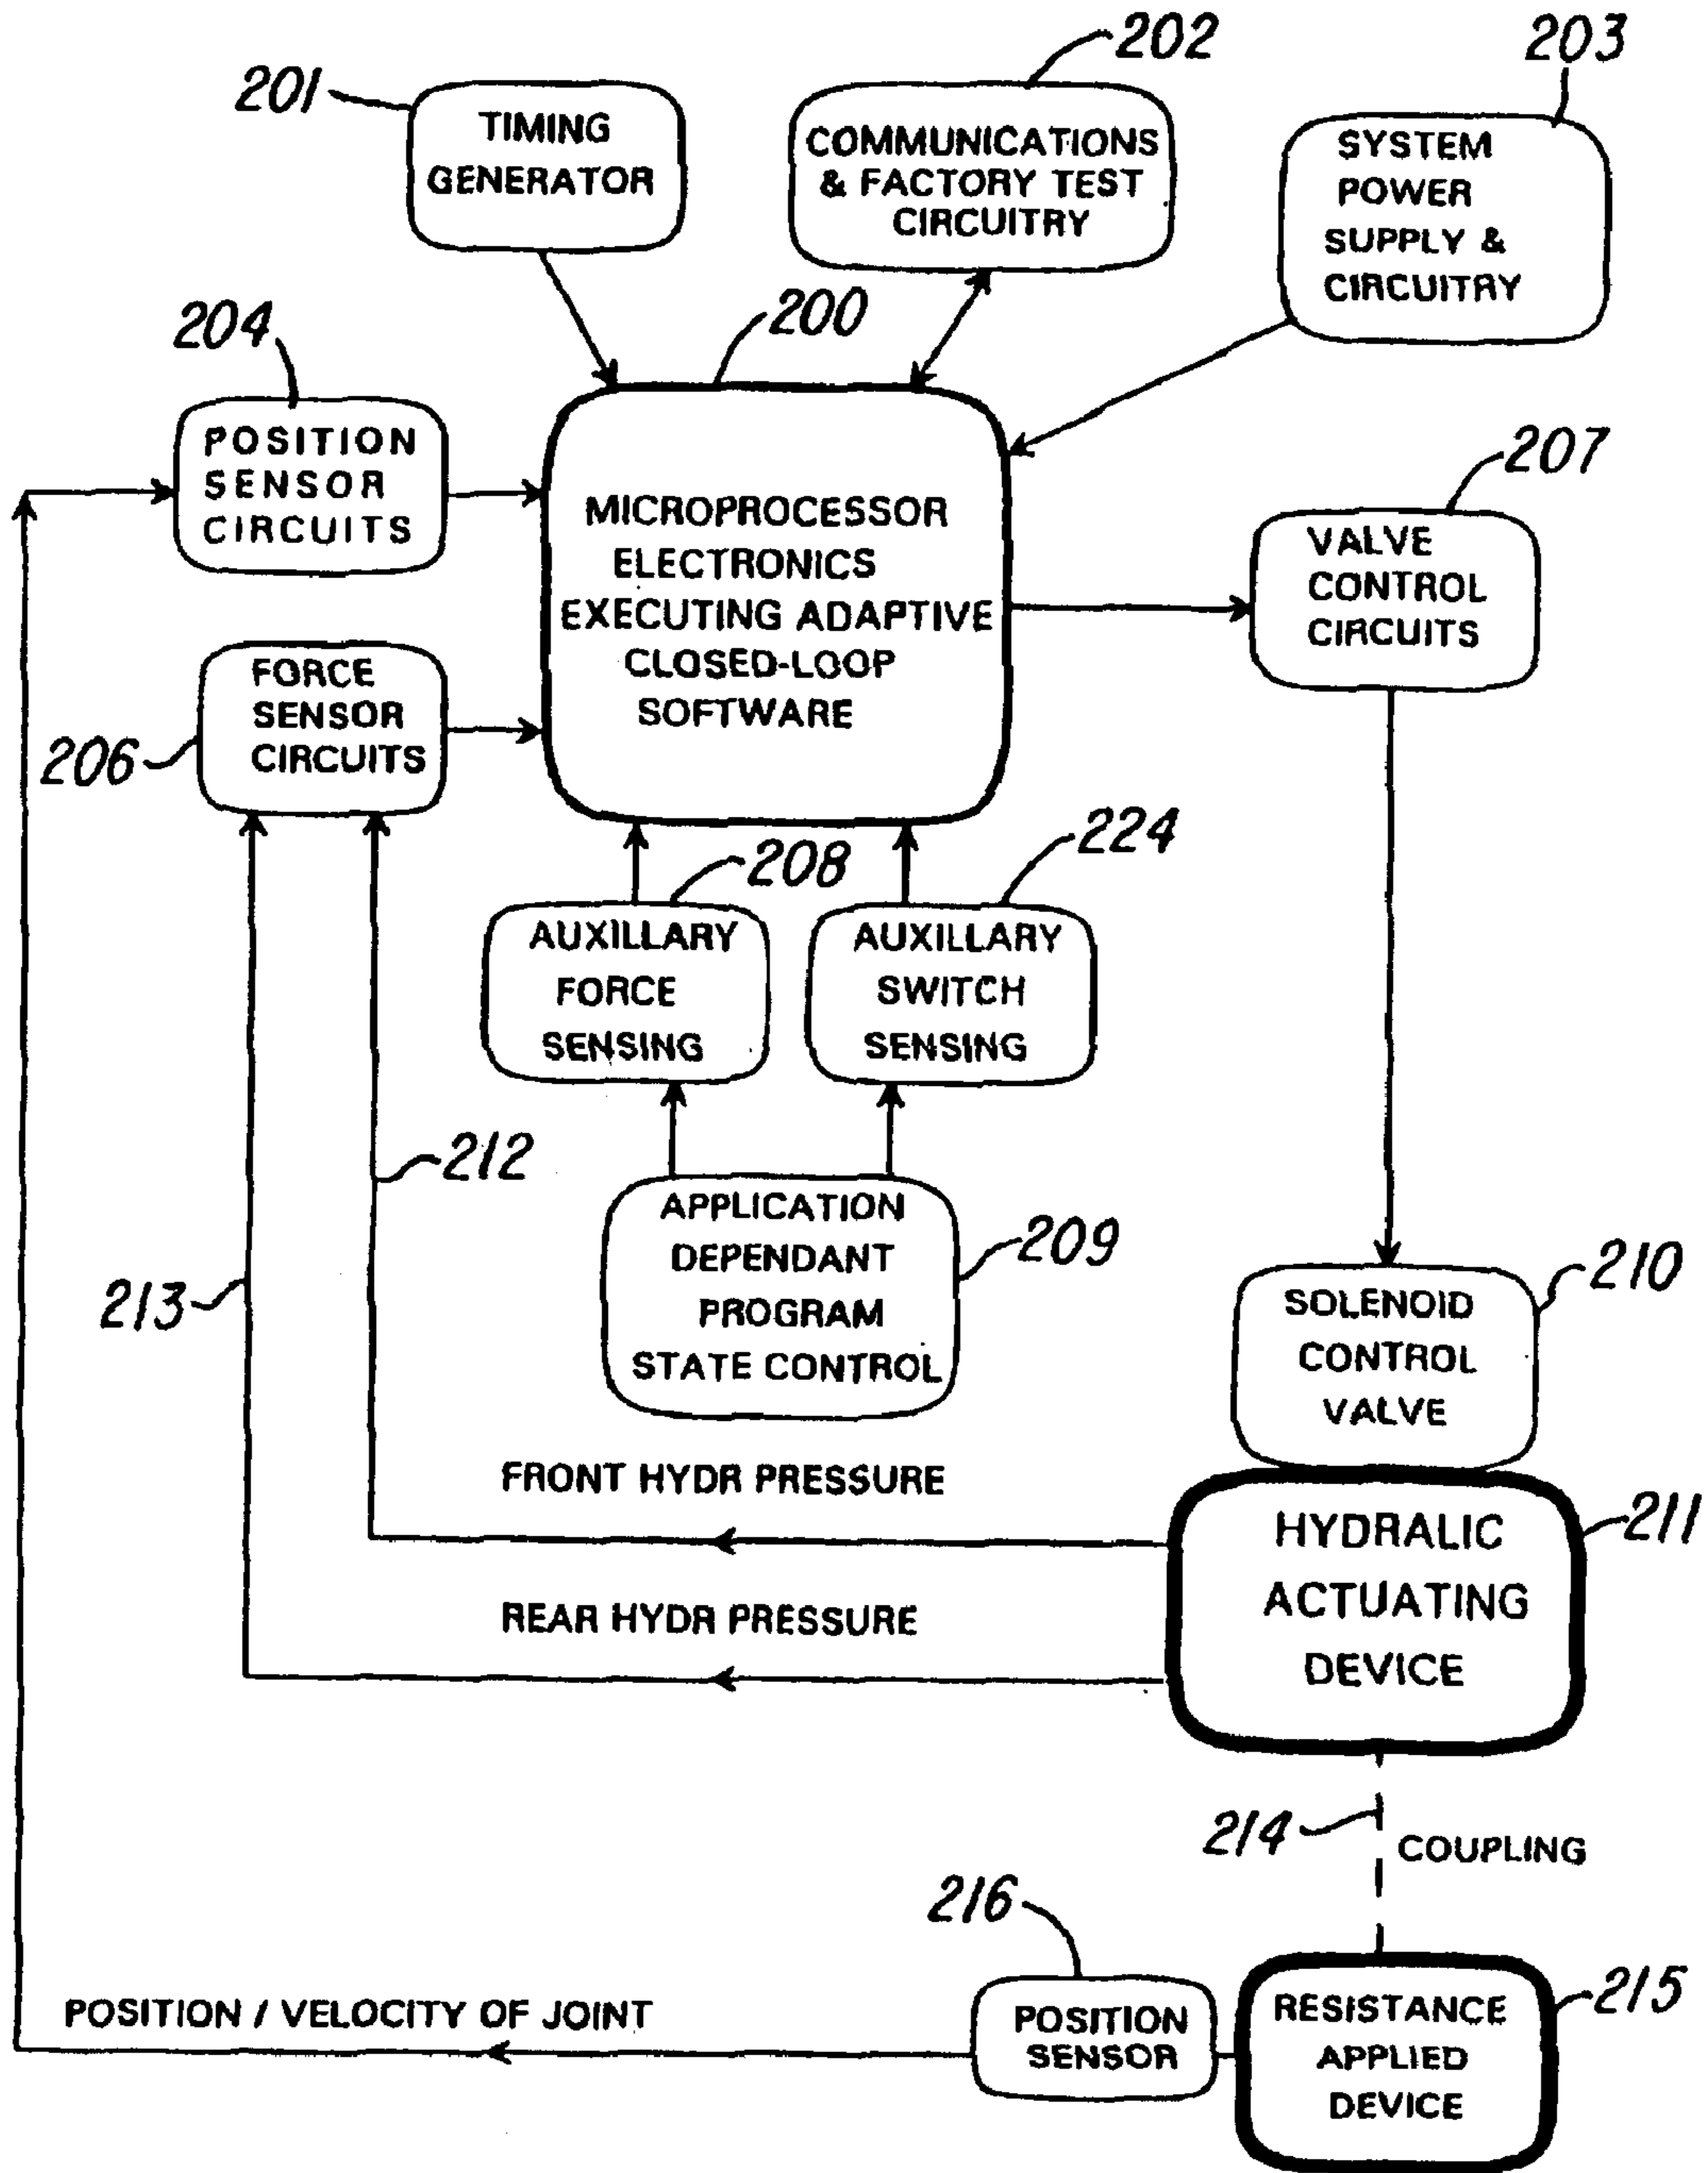 202
203
201
TIMING
GENERATOR
COMMUNICATIONS
& FACTORY TEST
CIRCUITRY
SYSTEM
POWER
SUPPLY &
CIRCUITRY
200
204
POSITION
SENSOR
CIRCUITS
207
MICROPROCESSOR
ELECTRONICS
EXECUTING ADAPTIVE
CLOSED-LOOP
SOFTWARE
VALVE
CONTROL
CIRCUITS
FORCE
SENSOR
CIRCUITS
206
208
224
AUXILLARY
FORCE
SENSING
AUXILLARY
SWITCH
SENSING
212
APPLICATION
DEPENDANT
PROGRAM
STATE CONTROL
209
213
210
SOLENOID
CONTROL
VALVE
FRONT HYDR PRESSURE
211
HYDRALIC
ACTUATING
DEVICE
REAR HYDR PRESSURE
214
COUPLING
216
215
POSITION / VELOCITY OF JOINT
POSITION
SENSOR
RESISTANCE
APPLIED
DEVICE